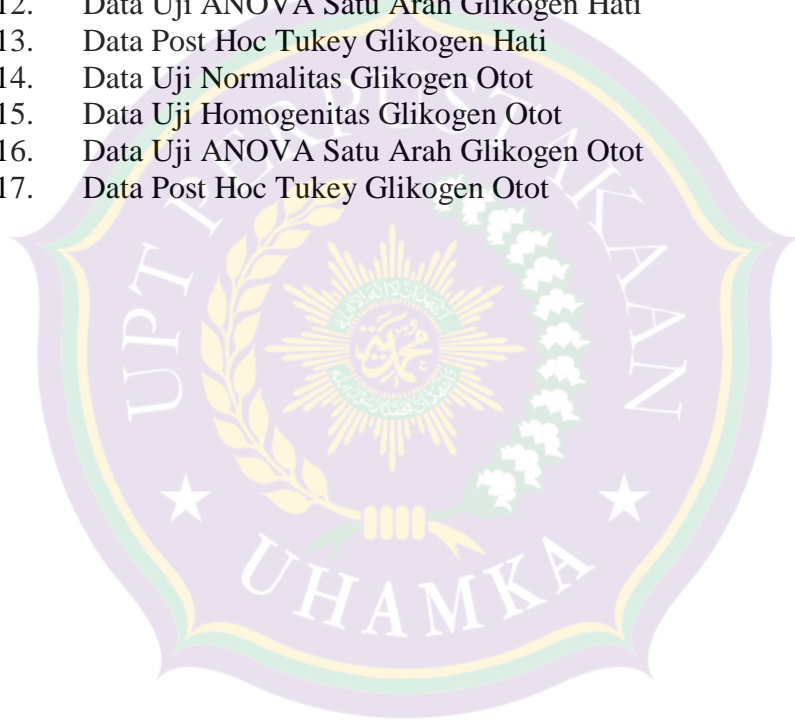 12. Data Uji ANOVA Satu Arah Glikogen Hati
13. Data Post Hoc Tukey Glikogen Hati
14. Data Uji Normalitas Glikogen Otot
15. Data Uji Homogenitas Glikogen Otot
16. Data Uji ANOVA Satu Arah Glikogen Otot
17. Data Post Hoc Tukey Glikogen Otot
UPT PERPUSTAKAAN
UHAMKA